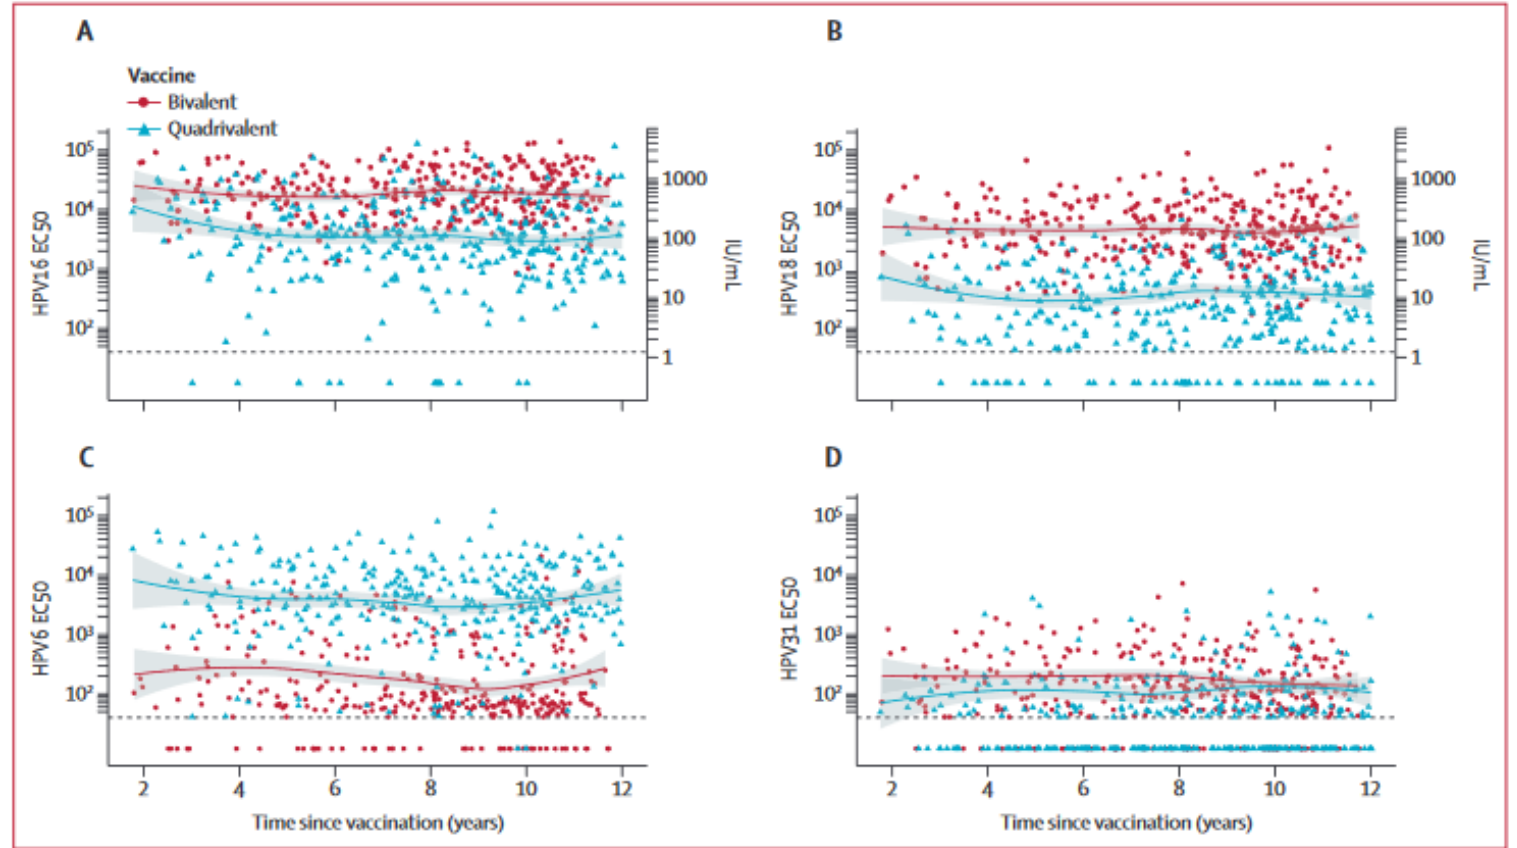 A
Vaccine
Bivalent
Quadrivalent
HPV16 EC50
10⁵
10⁴
10³
10²
1000
100
10
1
IU/mL
B
HPV18 EC50
10⁵
10⁴
10³
10²
1000
100
10
1
IU/mL
C
HPV6 EC50
10⁵
10⁴
10³
10²
2 4 6 8 10 12
Time since vaccination (years)
D
HPV31 EC50
10⁵
10⁴
10³
10²
2 4 6 8 10 12
Time since vaccination (years)